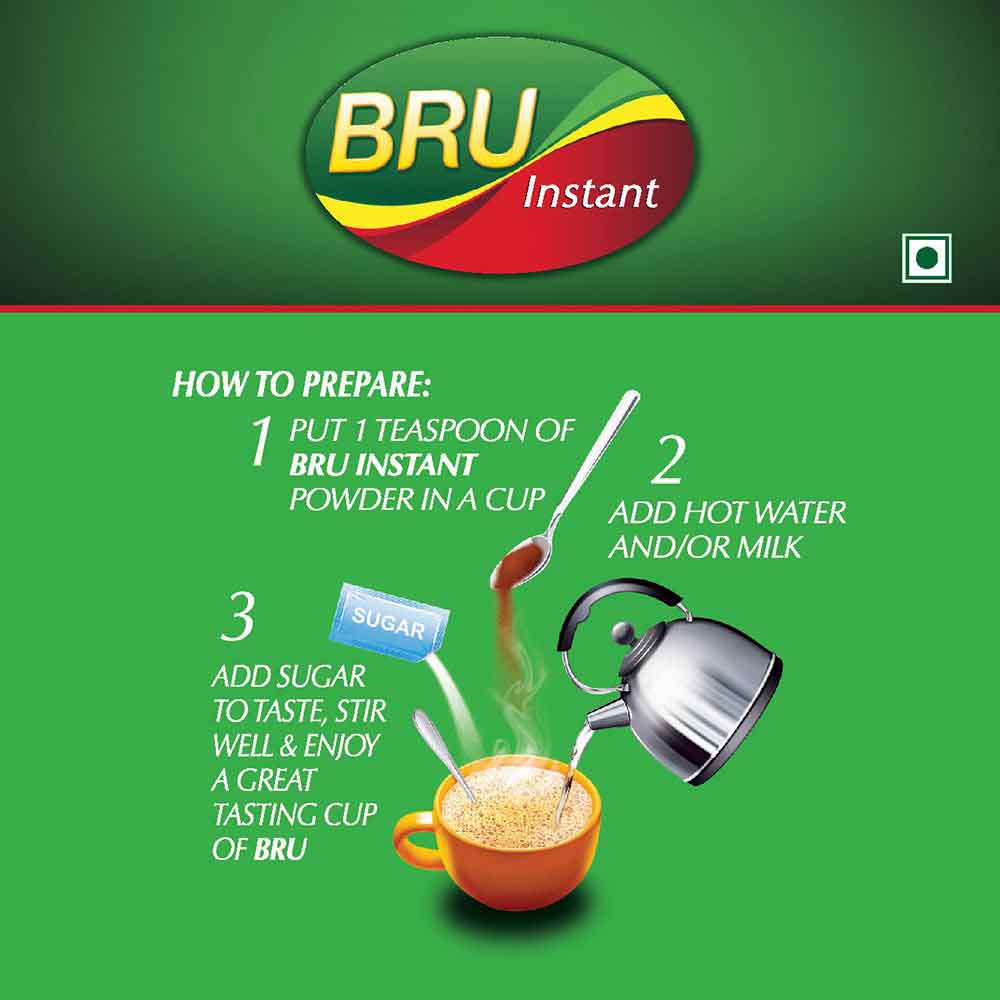 BRU
Instant
HOW TO PREPARE:
1
PUT 1 TEASPOON OF
BRU INSTANT
POWDER IN A CUP
2
ADD HOT WATER
AND/OR MILK
3
SUGAR
ADD SUGAR
TO TASTE, STIR
WELL & ENJOY
A GREAT
TASTING CUP
OF BRU